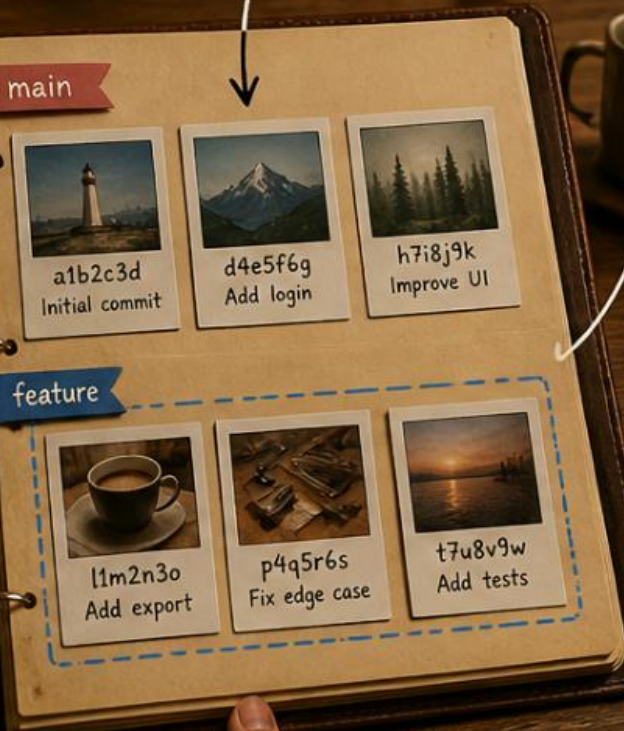 main
a1b2c3d
Initial commit
d4e5f6g
Add login
h7i8j9k
Improve UI
feature
l1m2n3o
Add export
p4q5r6s
Fix edge case
t7u8v9w
Add tests